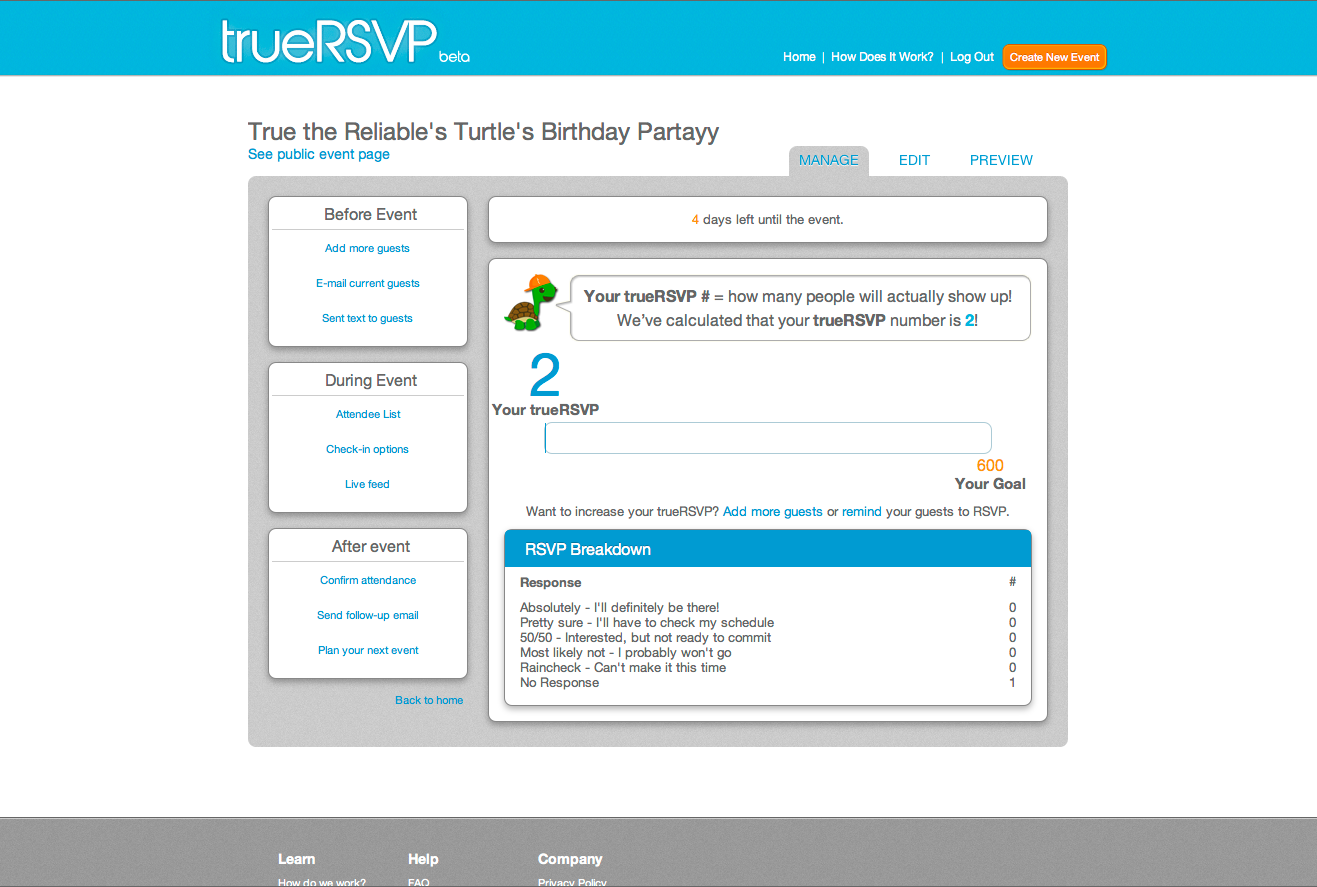 trueRSVP beta
Home | How Does It Work? | Log Out Create New Event
True the Reliable's Turtle's Birthday Partayy
See public event page
MANAGE EDIT PREVIEW
Before Event
Add more guests
E-mail current guests
Sent text to guests
During Event
Attendee List
Check-in options
Live feed
After event
Confirm attendance
Send follow-up email
Plan your next event
Back to home
4 days left until the event.
Your trueRSVP # = how many people will actually show up!
We've calculated that your trueRSVP number is 2!
2
Your trueRSVP
600
Your Goal
Want to increase your trueRSVP? Add more guests or remind your guests to RSVP.
RSVP Breakdown
Response #
Absolutely - I'll definitely be there! 0
Pretty sure - I'll have to check my schedule 0
50/50 - Interested, but not ready to commit 0
Most likely not - I probably won't go 0
Raincheck - Can't make it this time 0
No Response 1
Learn Help Company
How do we work? FAQ Privacy Policy